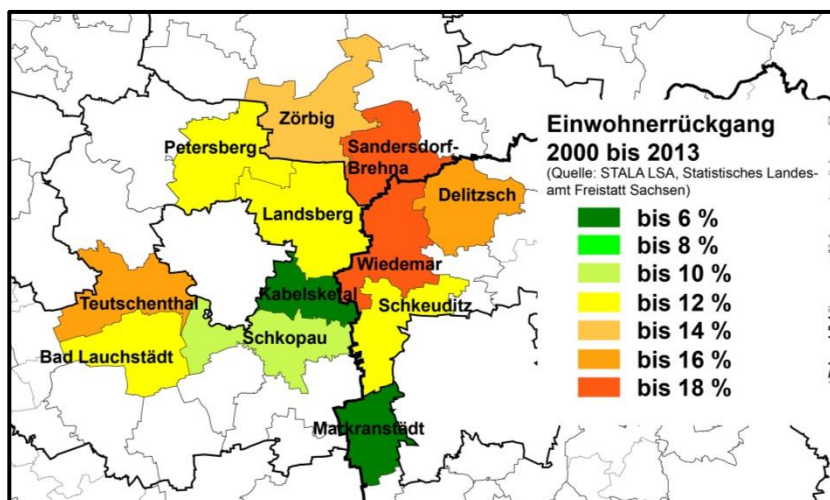 Zörbig
Petersberg
Sandersdorf-
Brehna
Delitzsch
Landsberg
Wiedemar
Teutschenthal
Kabelsketal
Schkeuditz
Schkopau
Bad Lauchstädt
Markranstädt
Einwohnerrückgang
2000 bis 2013
(Quelle: STALA LSA, Statistisches Landes-
amt Freistatt Sachsen)
bis 6 %
bis 8 %
bis 10 %
bis 12 %
bis 14 %
bis 16 %
bis 18 %